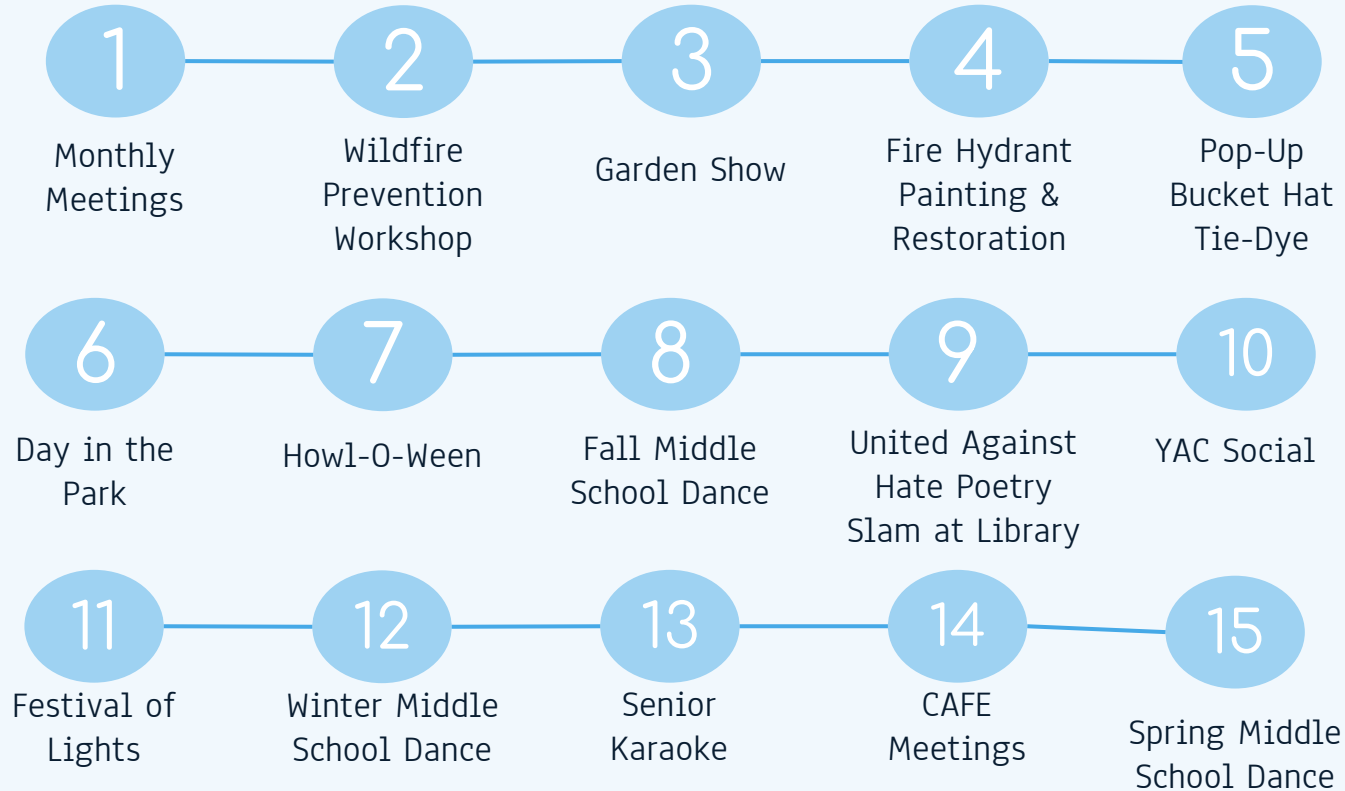 1
Monthly
Meetings
2
Wildfire
Prevention
Workshop
3
Garden Show
4
Fire Hydrant
Painting &
Restoration
5
Pop-Up
Bucket Hat
Tie-Dye
6
Day in the
Park
7
Howl-O-Ween
8
Fall Middle
School Dance
9
United Against
Hate Poetry
Slam at Library
10
YAC Social
11
Festival of
Lights
12
Winter Middle
School Dance
13
Senior
Karaoke
14
CAFE
Meetings
15
Spring Middle
School Dance